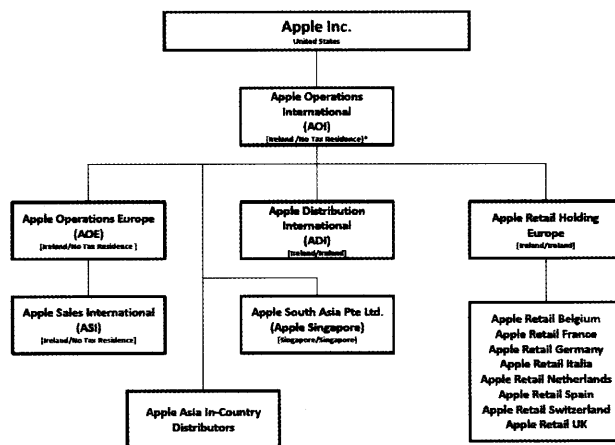 Apple Inc.
United States
Apple Operations
International
(AOI)
[Ireland /No Tax Residence]*
Apple Operations Europe
(AOE)
[Ireland/No Tax Residence ]
Apple Distribution
International
(ADI)
[Ireland/Ireland]
Apple Retail Holding
Europe
[Ireland/Ireland]
Apple Sales International
(ASI)
[Ireland/No Tax Residence]
Apple South Asia Pte Ltd.
(Apple Singapore)
[Singapore/Singapore]
Apple Asia In-Country
Distributors
Apple Retail Belgium
Apple Retail France
Apple Retail Germany
Apple Retail Italia
Apple Retail Netherlands
Apple Retail Spain
Apple Retail Switzerland
Apple Retail UK